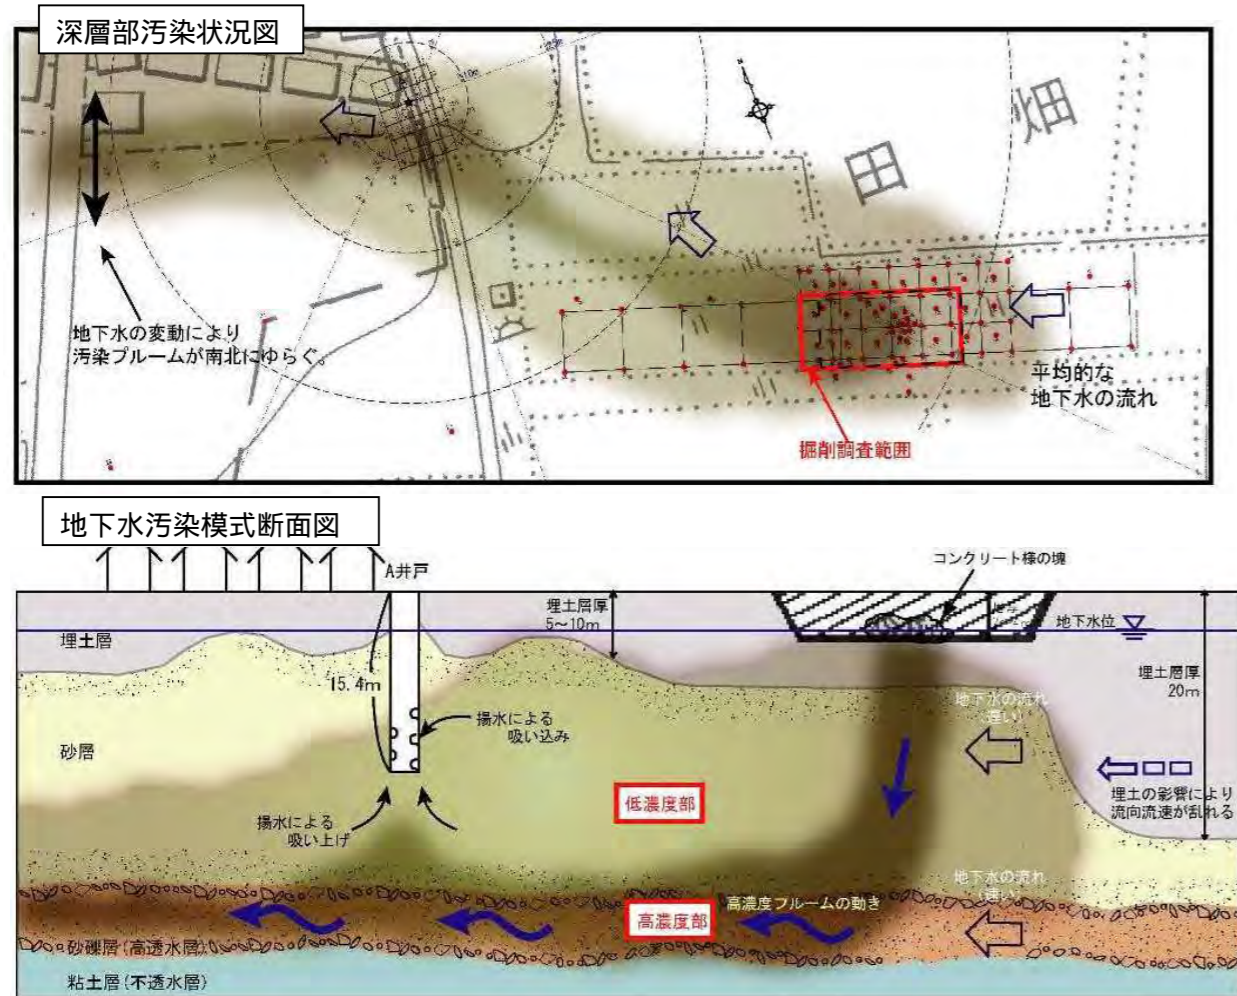 深層部汚染状況図
畑
田
地下水の変動により
汚染プルームが南北にゆらぐ。
平均的な
地下水の流れ
掘削調査範囲
地下水汚染模式断面図
コンクリート様の塊
A井戸
埋土層厚
5～10m
地下水位
埋土層
埋土層厚
20m
15.4m
揚水による
吸い込み
地下水の流れ
(遅い)
砂層
低濃度部
埋土の影響により
流向流速が乱れる
揚水による
吸い上げ
地下水の流れ
(速い)
高濃度プルームの動き
高濃度部
砂礫層(高透水層)
粘土層(不透水層)